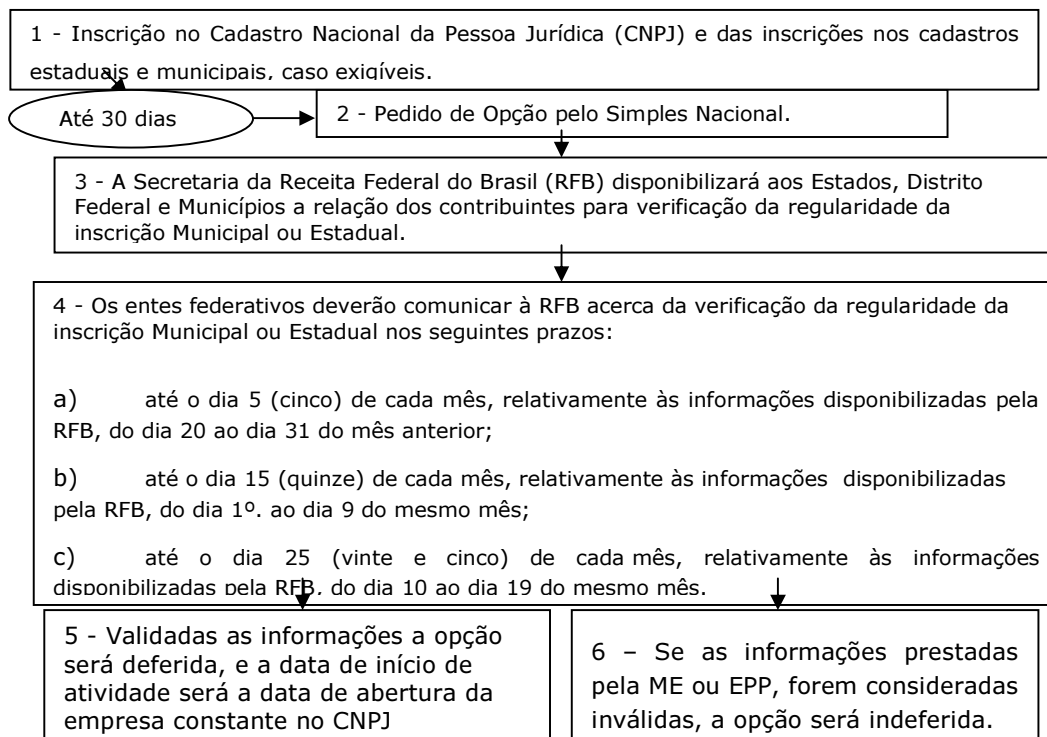 1 - Inscrição no Cadastro Nacional da Pessoa Jurídica (CNPJ) e das inscrições nos cadastros
estaduais e municipais, caso exigíveis.
Até 30 dias
2 - Pedido de Opção pelo Simples Nacional.
3 - A Secretaria da Receita Federal do Brasil (RFB) disponibilizará aos Estados, Distrito
Federal e Municípios a relação dos contribuintes para verificação da regularidade da
inscrição Municipal ou Estadual.
4 - Os entes federativos deverão comunicar à RFB acerca da verificação da regularidade da
inscrição Municipal ou Estadual nos seguintes prazos:
a) até o dia 5 (cinco) de cada mês, relativamente às informações disponibilizadas pela
RFB, do dia 20 ao dia 31 do mês anterior;
b) até o dia 15 (quinze) de cada mês, relativamente às informações disponibilizadas
pela RFB, do dia 1º. ao dia 9 do mesmo mês;
c) até o dia 25 (vinte e cinco) de cada mês, relativamente às informações
disponibilizadas pela RFB, do dia 10 ao dia 19 do mesmo mês.
5 - Validadas as informações a opção
será deferida, e a data de início de
atividade será a data de abertura da
empresa constante no CNPJ
6 – Se as informações prestadas
pela ME ou EPP, forem consideradas
inválidas, a opção será indeferida.